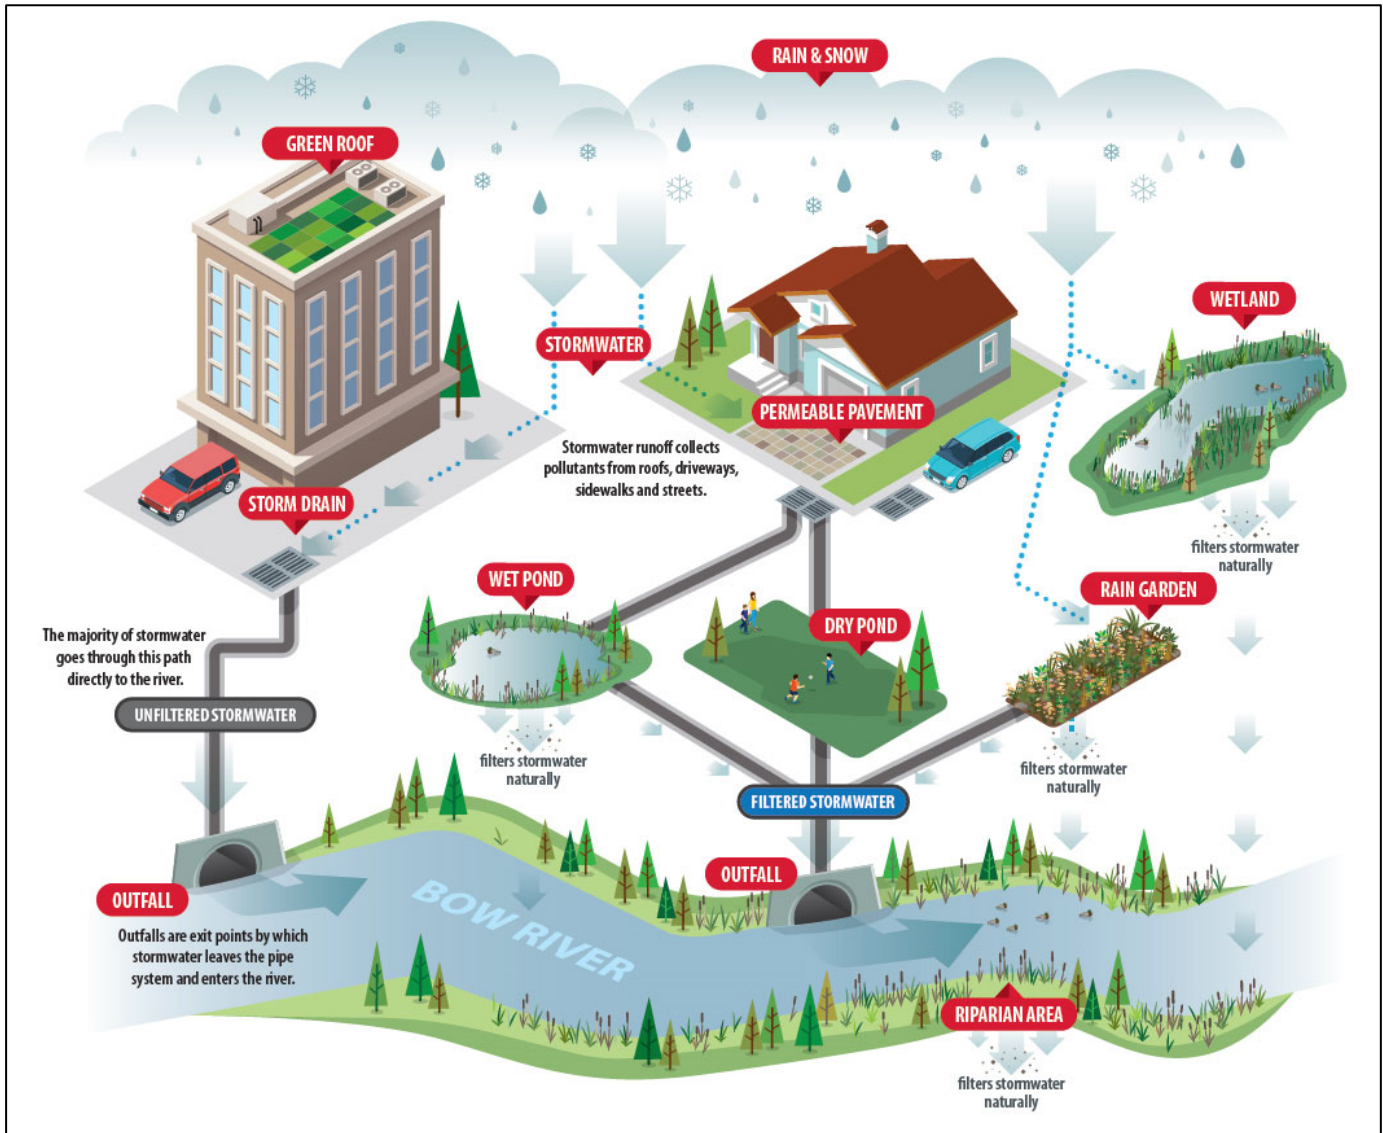 RAIN & SNOW
GREEN ROOF
WETLAND
STORMWATER
PERMEABLE PAVEMENT
Stormwater runoff collects
pollutants from roofs, driveways,
sidewalks and streets.
STORM DRAIN
filters stormwater
naturally
WET POND
RAIN GARDEN
DRY POND
The majority of stormwater
goes through this path
directly to the river.
UNFILTERED STORMWATER
filters stormwater
naturally
filters stormwater
naturally
FILTERED STORMWATER
OUTFALL
OUTFALL
BOW RIVER
Outfalls are exit points by which
stormwater leaves the pipe
system and enters the river.
RIPARIAN AREA
filters stormwater
naturally